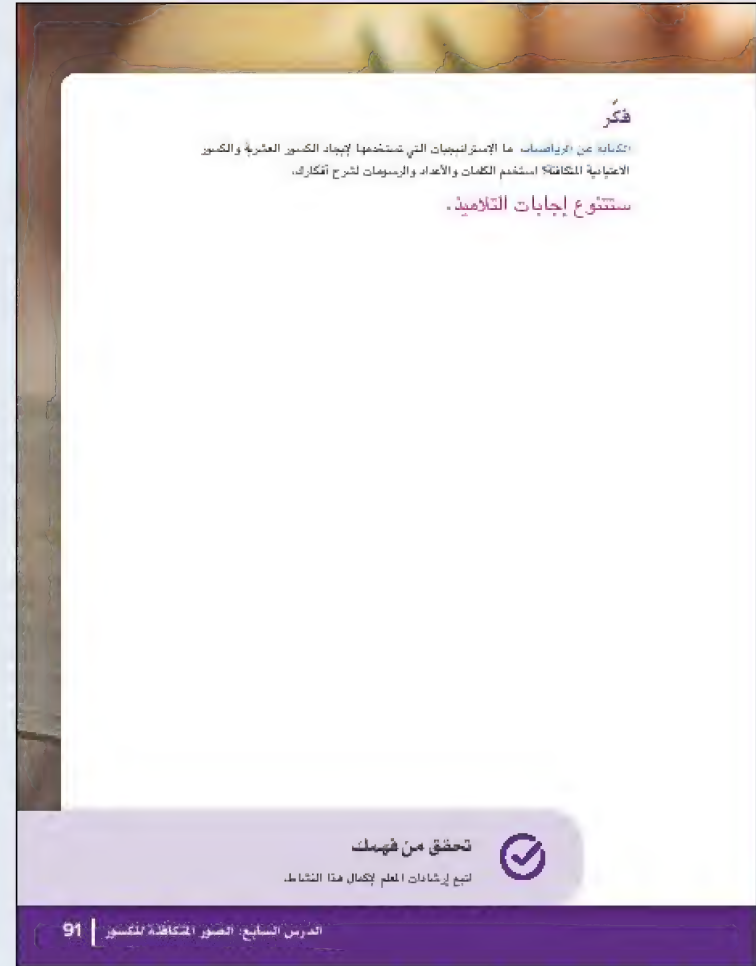 فكّر
الكتابة عن الرياضيات ما الإستراتيجيات التي تستخدمها لإيجاد الكسور العشرية والكسور
الاعتيادية المتكافئة؟ استخدم الكلمات والأعداد والرسومات لشرح أفكارك.
ستتنوع إجابات التلاميذ.
تحقق من فهمك
اتبع إرشادات المعلم لإكمال هذا النشاط.
الدرس السابع: الصور المتكافئة للكسور | 91